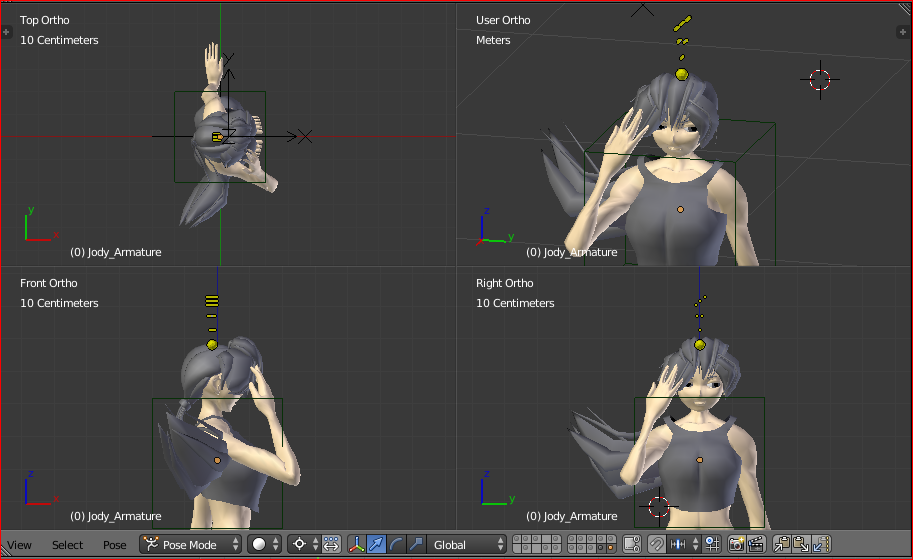 Top Ortho
10 Centimeters
Y
X
Z
y
x
(0) Jody_Armature
User Ortho
Meters
z
y
(0) Jody_Armature
Front Ortho
10 Centimeters
z
x
(0) Jody_Armature
Right Ortho
10 Centimeters
z
y
(0) Jody_Armature
View Select Pose Pose Mode Global